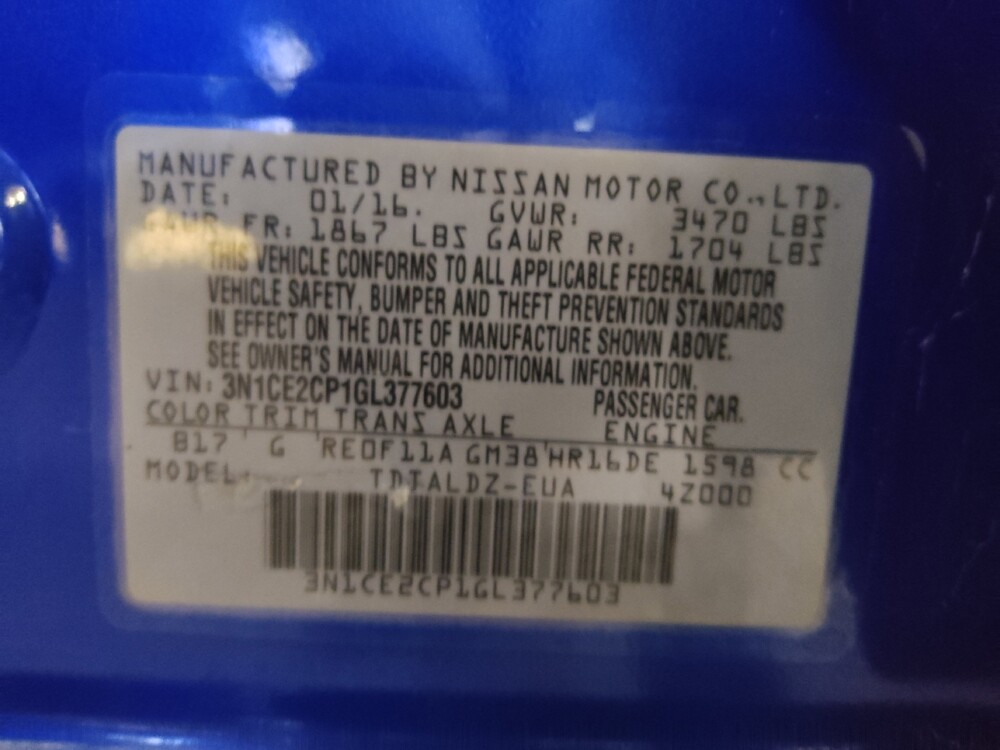 MANUFACTURED BY NISSAN MOTOR CO.,LTD.
DATE: 01/16. GVWR: 3470 LBS
GAWR FR: 1867 LBS GAWR RR: 1704 LBS
THIS VEHICLE CONFORMS TO ALL APPLICABLE FEDERAL MOTOR
VEHICLE SAFETY, BUMPER AND THEFT PREVENTION STANDARDS
IN EFFECT ON THE DATE OF MANUFACTURE SHOWN ABOVE.
SEE OWNER'S MANUAL FOR ADDITIONAL INFORMATION.
VIN: 3N1CE2CP1GL377603 PASSENGER CAR.
COLOR TRIM TRANS AXLE ENGINE
B17 G RE0F11A GM38 HR16DE 1598 CC
MODEL: TDTALDZ-EUA 4Z000
3N1CE2CP1GL377603